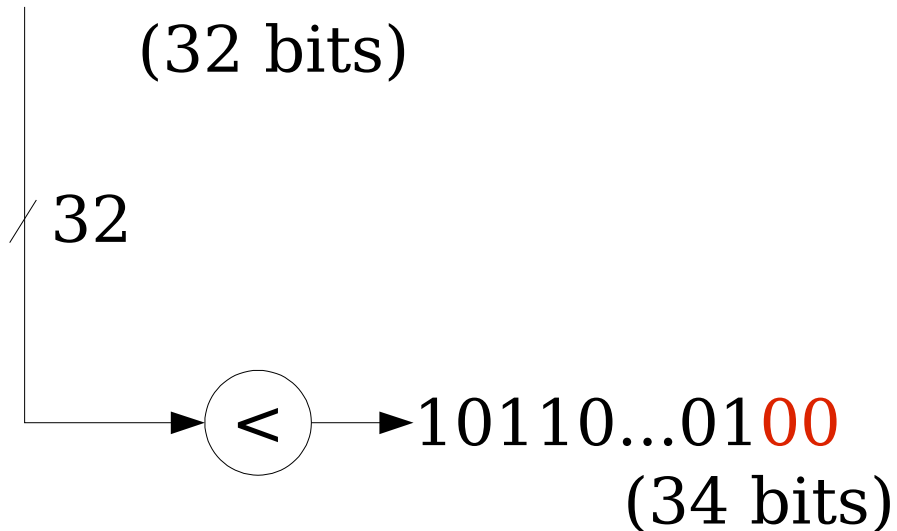 (32 bits)
32
< 10110...0100
(34 bits)